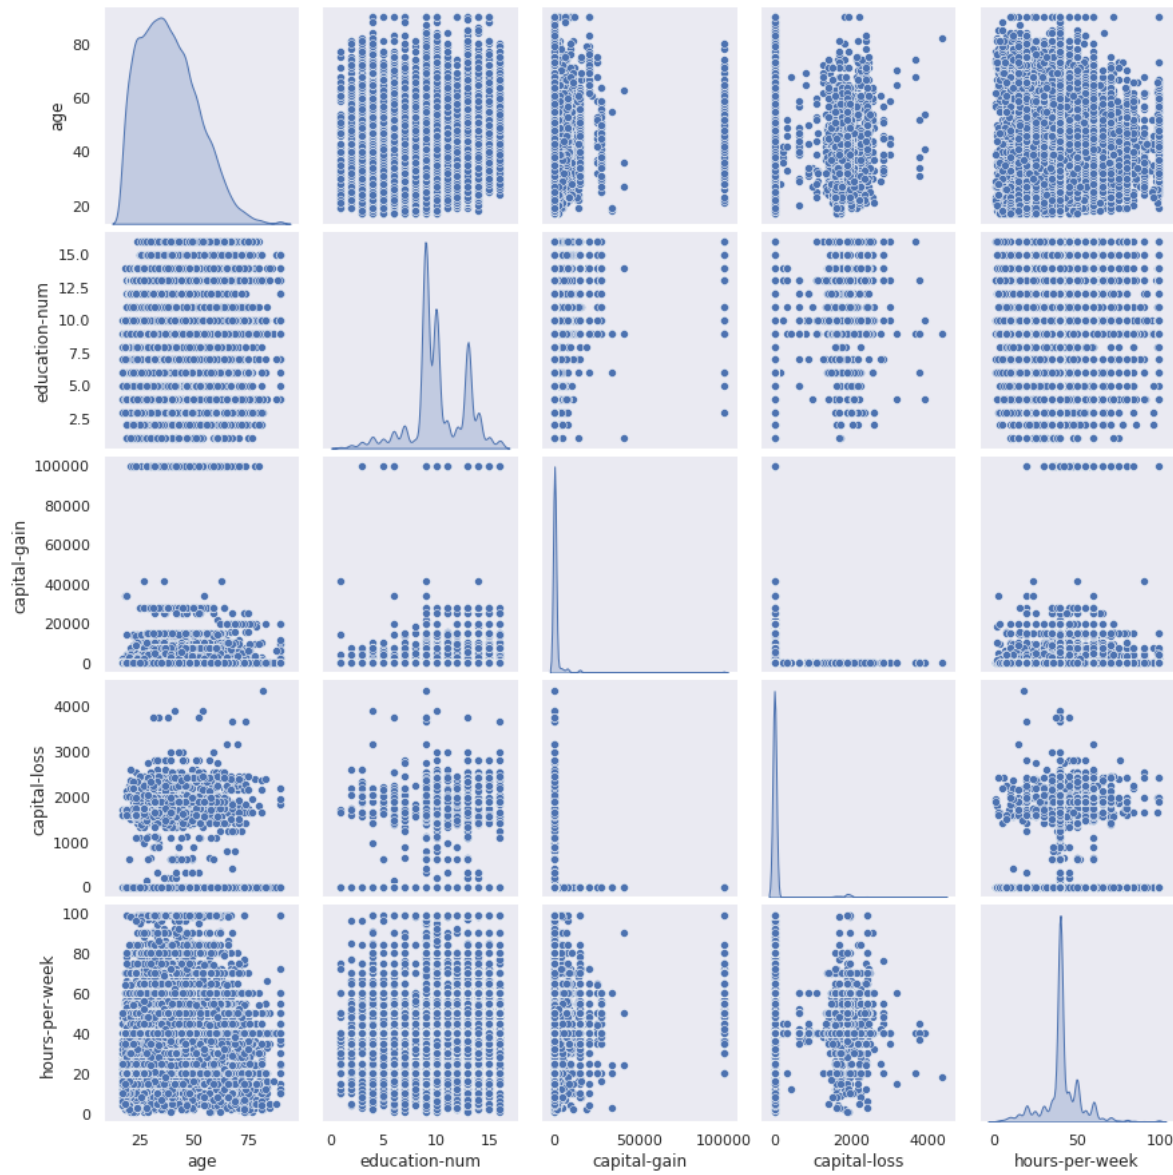 80
60
40
20
age
15.0
12.5
10.0
7.5
5.0
2.5
education-num
100000
80000
60000
40000
20000
0
capital-gain
4000
3000
2000
1000
0
capital-loss
100
80
60
40
20
0
hours-per-week
25 50 75
0 5 10 15
0 50000 100000
0 2000 4000
0 50 100
age education-num capital-gain capital-loss hours-per-week